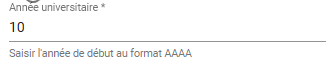 Année universitaire *
10
Saisir l'année de début au format AAAA